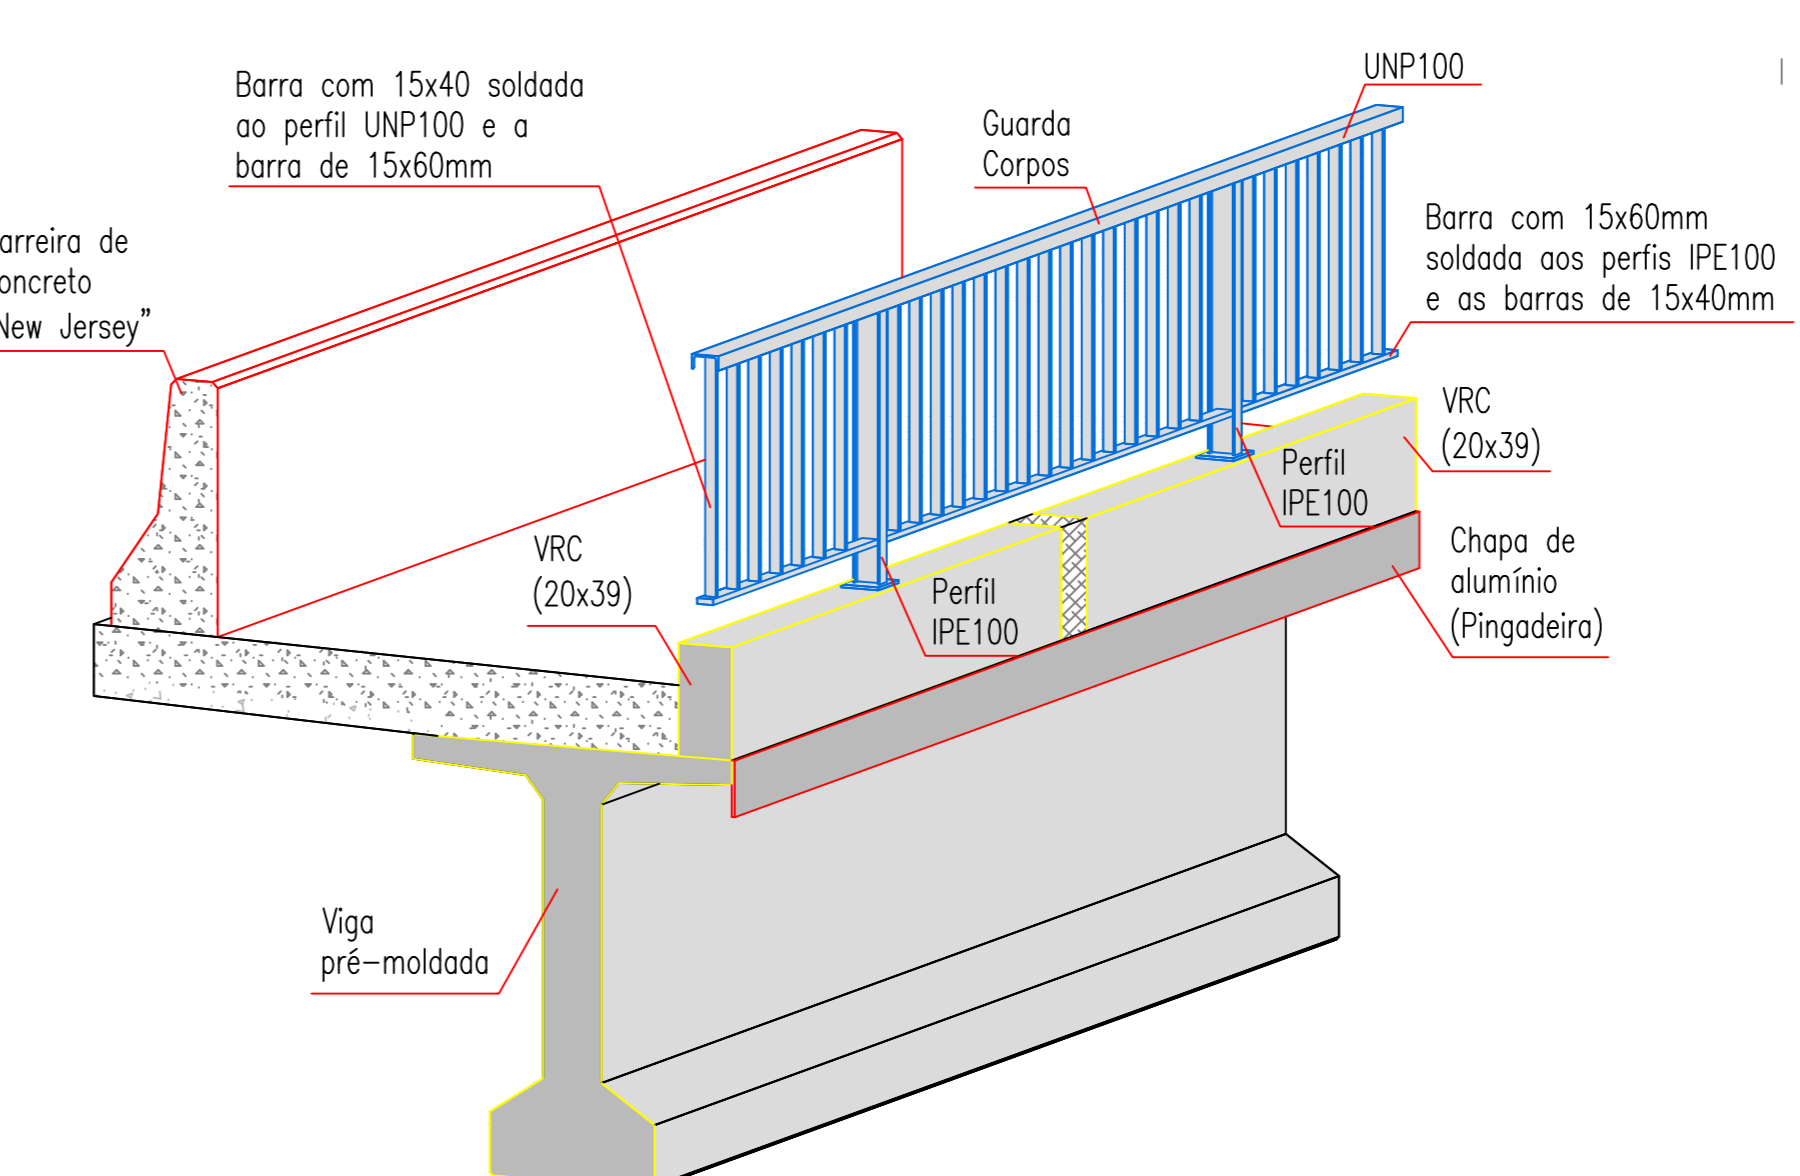 UNP100
Barra com 15x40 soldada
ao perfil UNP100 e a
barra de 15x60mm
Guarda
Corpos
Barra com 15x60mm
soldada aos perfis IPE100
e as barras de 15x40mm
arreira de
oncreto
New Jersey”
VRC
(20x39)
Perfil
IPE100
VRC
(20x39)
Chapa de
alumínio
(Pingadeira)
Perfil
IPE100
Viga
pré-moldada